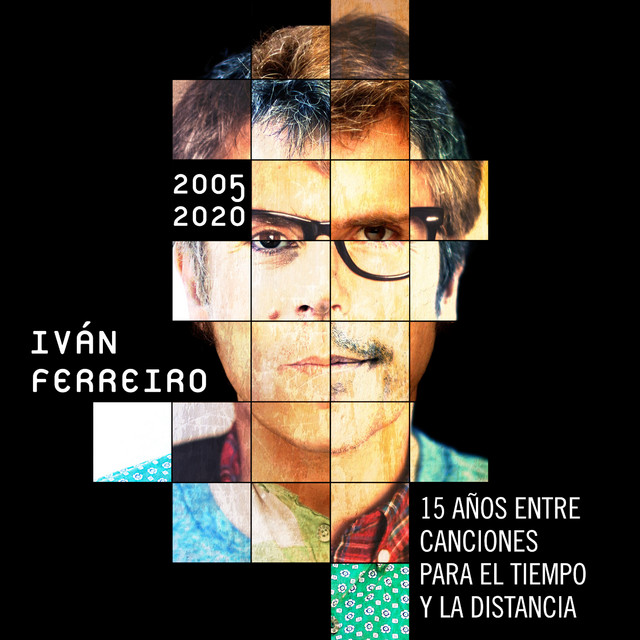 2005
2020
IVÁN
FERREIRO
15 AÑOS ENTRE
CANCIONES
PARA EL TIEMPO
Y LA DISTANCIA